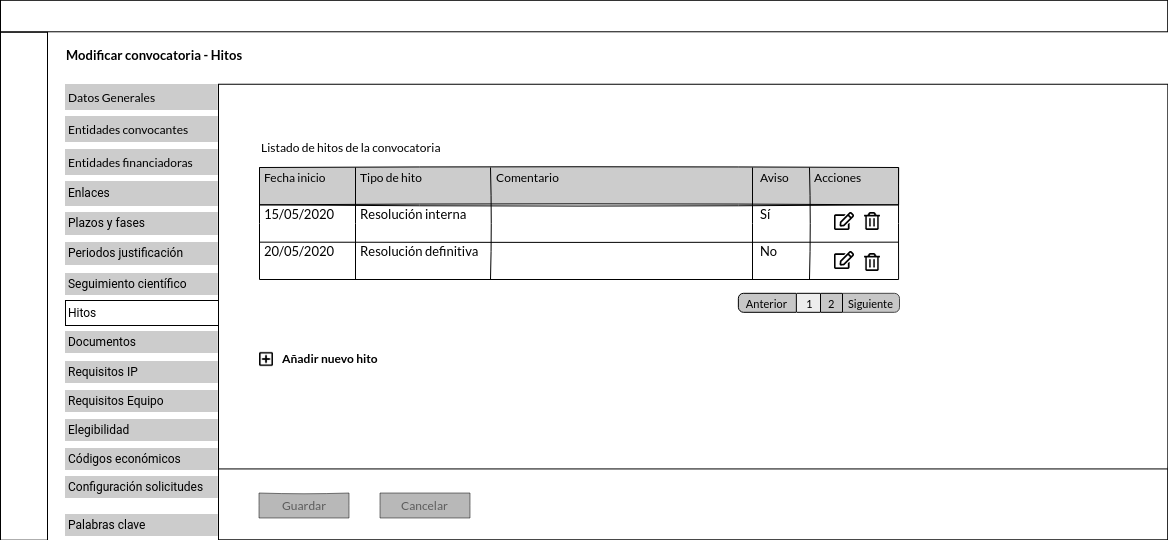 Modificar convocatoria - Hitos
Datos Generales
Entidades convocantes
Entidades financiadoras
Enlaces
Plazos y fases
Periodos justificación
Seguimiento científico
Hitos
Documentos
Requisitos IP
Requisitos Equipo
Elegibilidad
Códigos económicos
Configuración solicitudes
Palabras clave
Listado de hitos de la convocatoria
Fecha inicio Tipo de hito Comentario Aviso Acciones
15/05/2020 Resolución interna Sí
20/05/2020 Resolución definitiva No
Anterior 1 2 Siguiente
Añadir nuevo hito
Guardar Cancelar